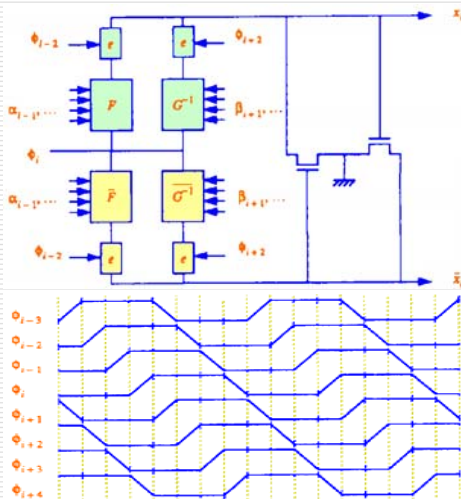 ϕi−2 e e ϕi+2 xi
αi−1, ... F G⁻¹ βi+1, ...
ϕi
αi−1, ... F̄ G̅⁻̅¹̅ βi+1, ...
ϕi−2 e e ϕi+2
x̄i
Φi−3
Φi−2
Φi−1
Φi
Φi+1
Φi+2
Φi+3
Φi+4